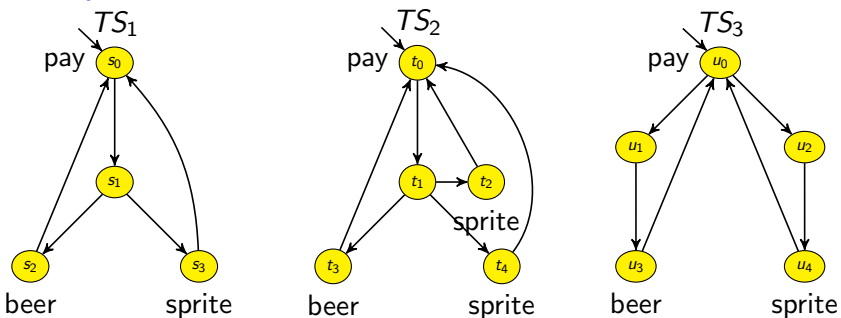 TS1 TS2 TS3
pay s0 pay t0 pay u0
u1 u2
s1 t1 t2
sprite
s2 s3 t3 t4 u3 u4
beer sprite beer sprite beer sprite